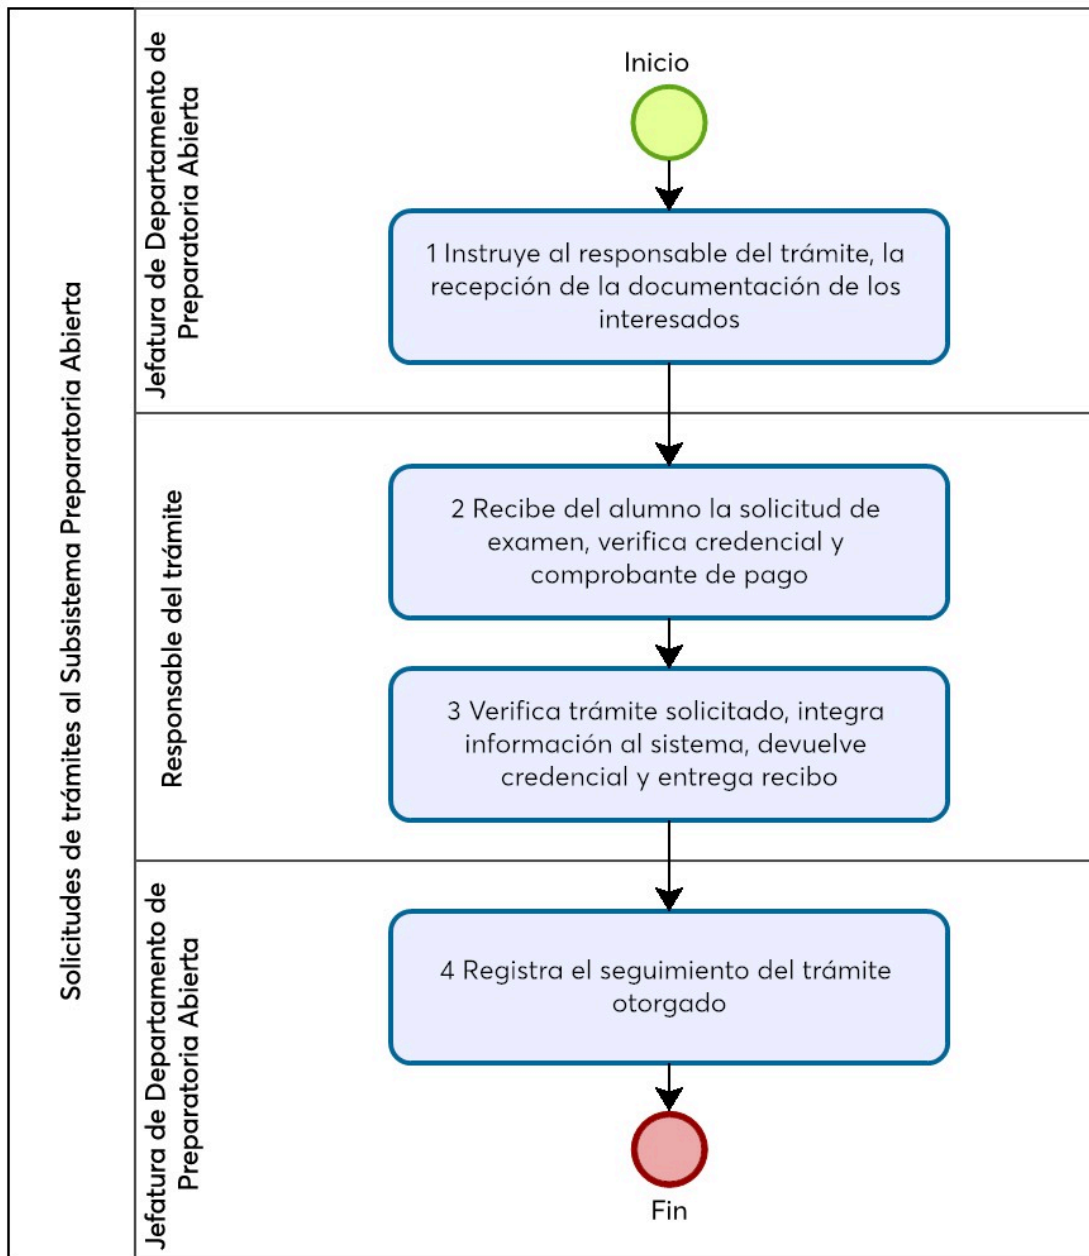 Solicitudes de trámites al Subsistema Preparatoria Abierta
Jefatura de Departamento de
Preparatoria Abierta
Inicio
1 Instruye al responsable del trámite, la
recepción de la documentación de los
interesados
Responsable del trámite
2 Recibe del alumno la solicitud de
examen, verifica credencial y
comprobante de pago
3 Verifica trámite solicitado, integra
información al sistema, devuelve
credencial y entrega recibo
Jefatura de Departamento de
Preparatoria Abierta
4 Registra el seguimiento del trámite
otorgado
Fin